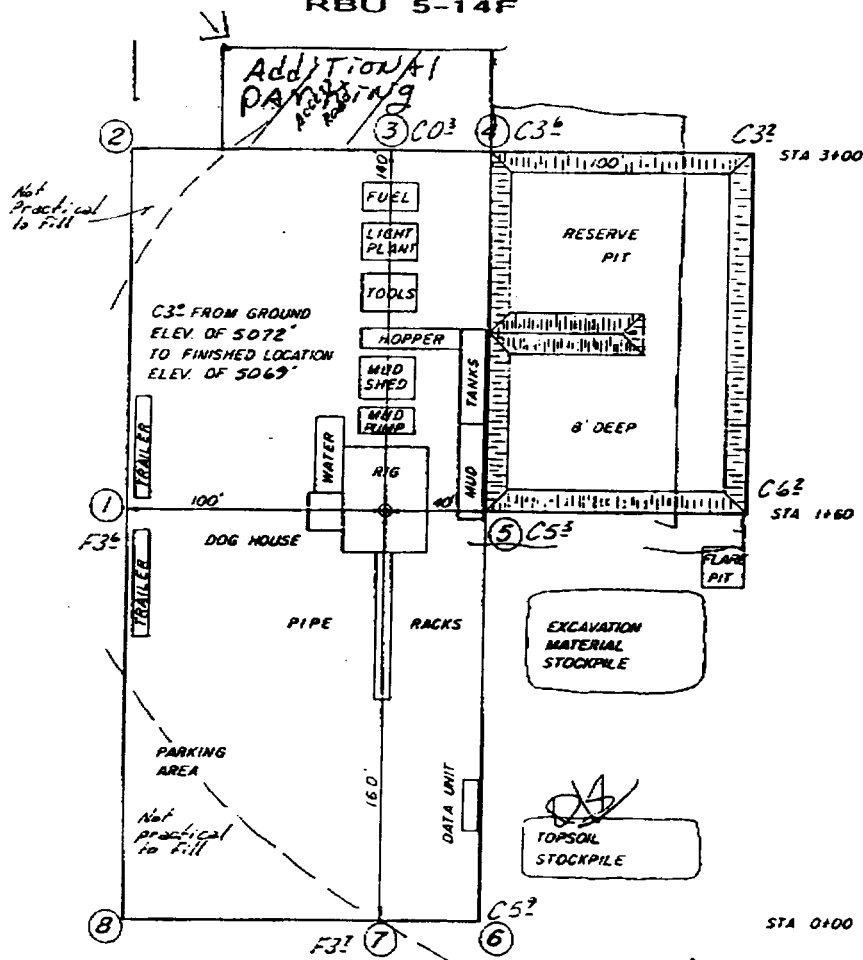 RBU 5-14F
Additional
PArking
Access
Road
2
3
C0³
4
C3⁶
C3²
STA 3+00
100'
140'
Not
Practical
to Fill
FUEL
LIGHT
PLANT
TOOLS
RESERVE
PIT
C3⁰ FROM GROUND
ELEV. OF 5072'
TO FINISHED LOCATION
ELEV. OF 5069'
HOPPER
MUD
SHED
TANKS
MUD
PUMP
8' DEEP
TRAILER
WATER
RIG
MUD
C6²
1
100'
40'
STA 1+60
5
C5³
F3⁶
DOG HOUSE
FLARE
PIT
TRAILER
PIPE
RACKS
EXCAVATION
MATERIAL
STOCKPILE
PARKING
AREA
160'
DATA UNIT
Not
practical
to Fill
TOPSOIL
STOCKPILE
C5²
8
F3⁷
7
6
STA 0+00